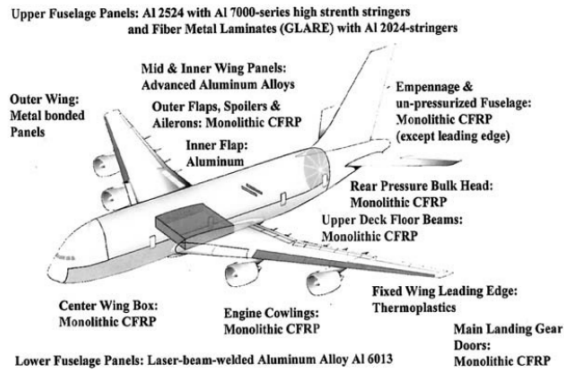 Upper Fuselage Panels: Al 2524 with Al 7000-series high strenth stringers
and Fiber Metal Laminates (GLARE) with Al 2024-stringers
Mid & Inner Wing Panels:
Advanced Aluminum Alloys
Outer Wing:
Metal bonded
Panels
Outer Flaps, Spoilers &
Ailerons: Monolithic CFRP
Inner Flap:
Aluminum
Empennage &
un-pressurized Fuselage:
Monolithic CFRP
(except leading edge)
Rear Pressure Bulk Head:
Monolithic CFRP
Upper Deck Floor Beams:
Monolithic CFRP
Fixed Wing Leading Edge:
Thermoplastics
Center Wing Box:
Monolithic CFRP
Engine Cowlings:
Monolithic CFRP
Main Landing Gear
Doors:
Monolithic CFRP
Lower Fuselage Panels: Laser-beam-welded Aluminum Alloy Al 6013